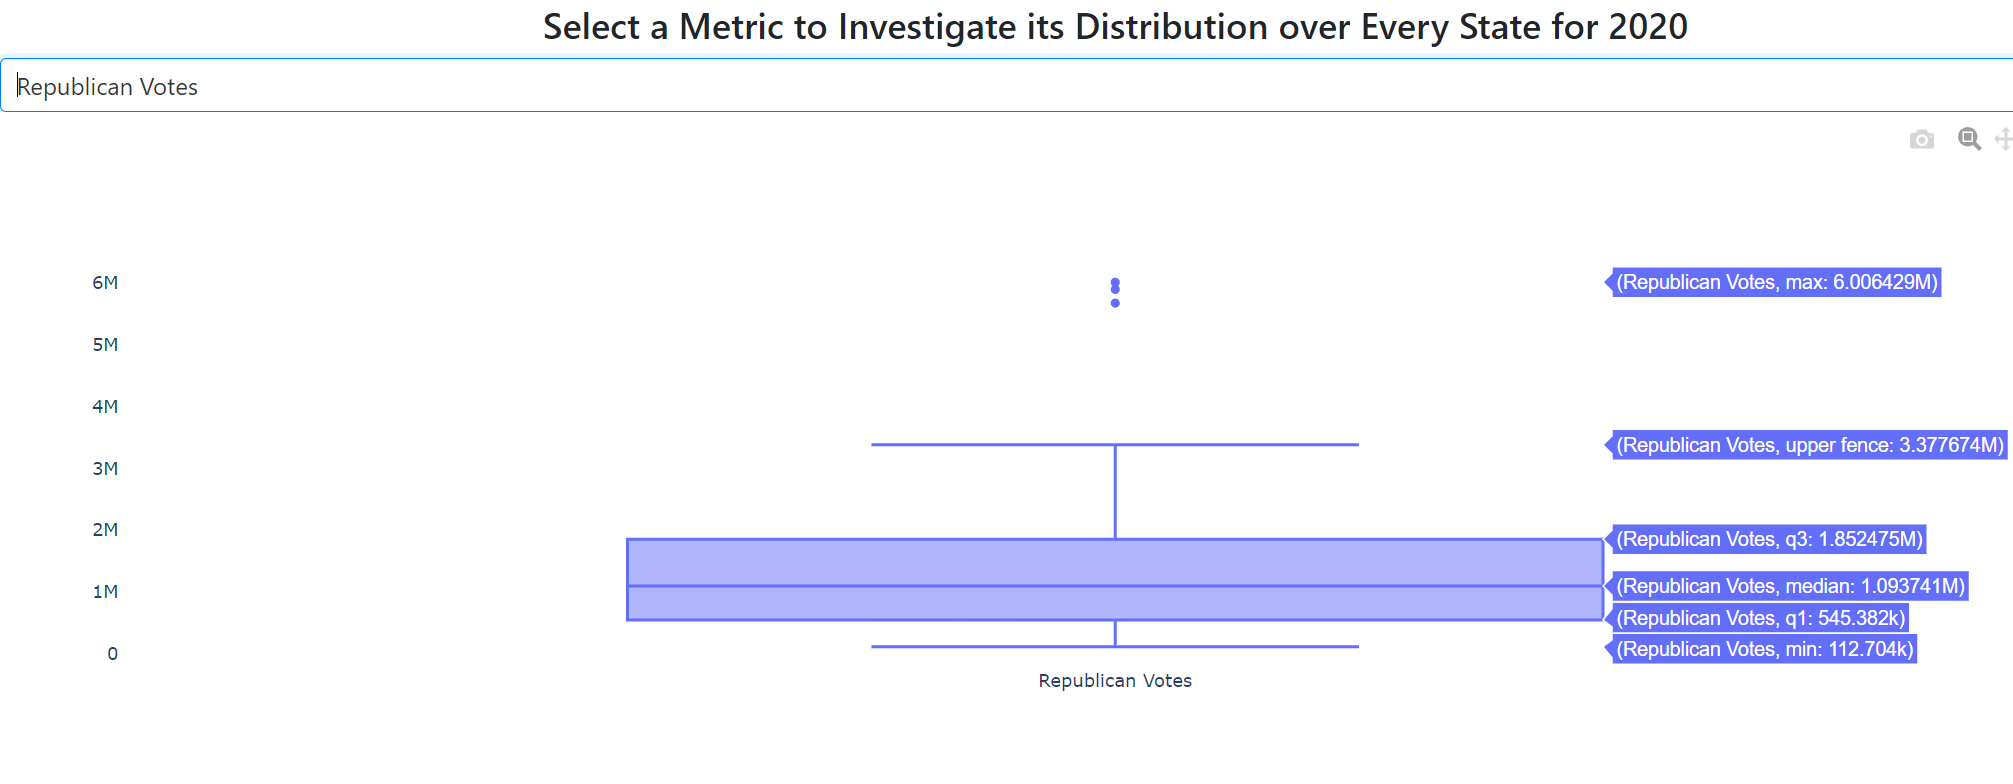 Select a Metric to Investigate its Distribution over Every State for 2020
Republican Votes
6M
(Republican Votes, max: 6.006429M)
5M
4M
(Republican Votes, upper fence: 3.377674M)
3M
2M
(Republican Votes, q3: 1.852475M)
1M
(Republican Votes, median: 1.093741M)
(Republican Votes, q1: 545.382k)
0
(Republican Votes, min: 112.704k)
Republican Votes